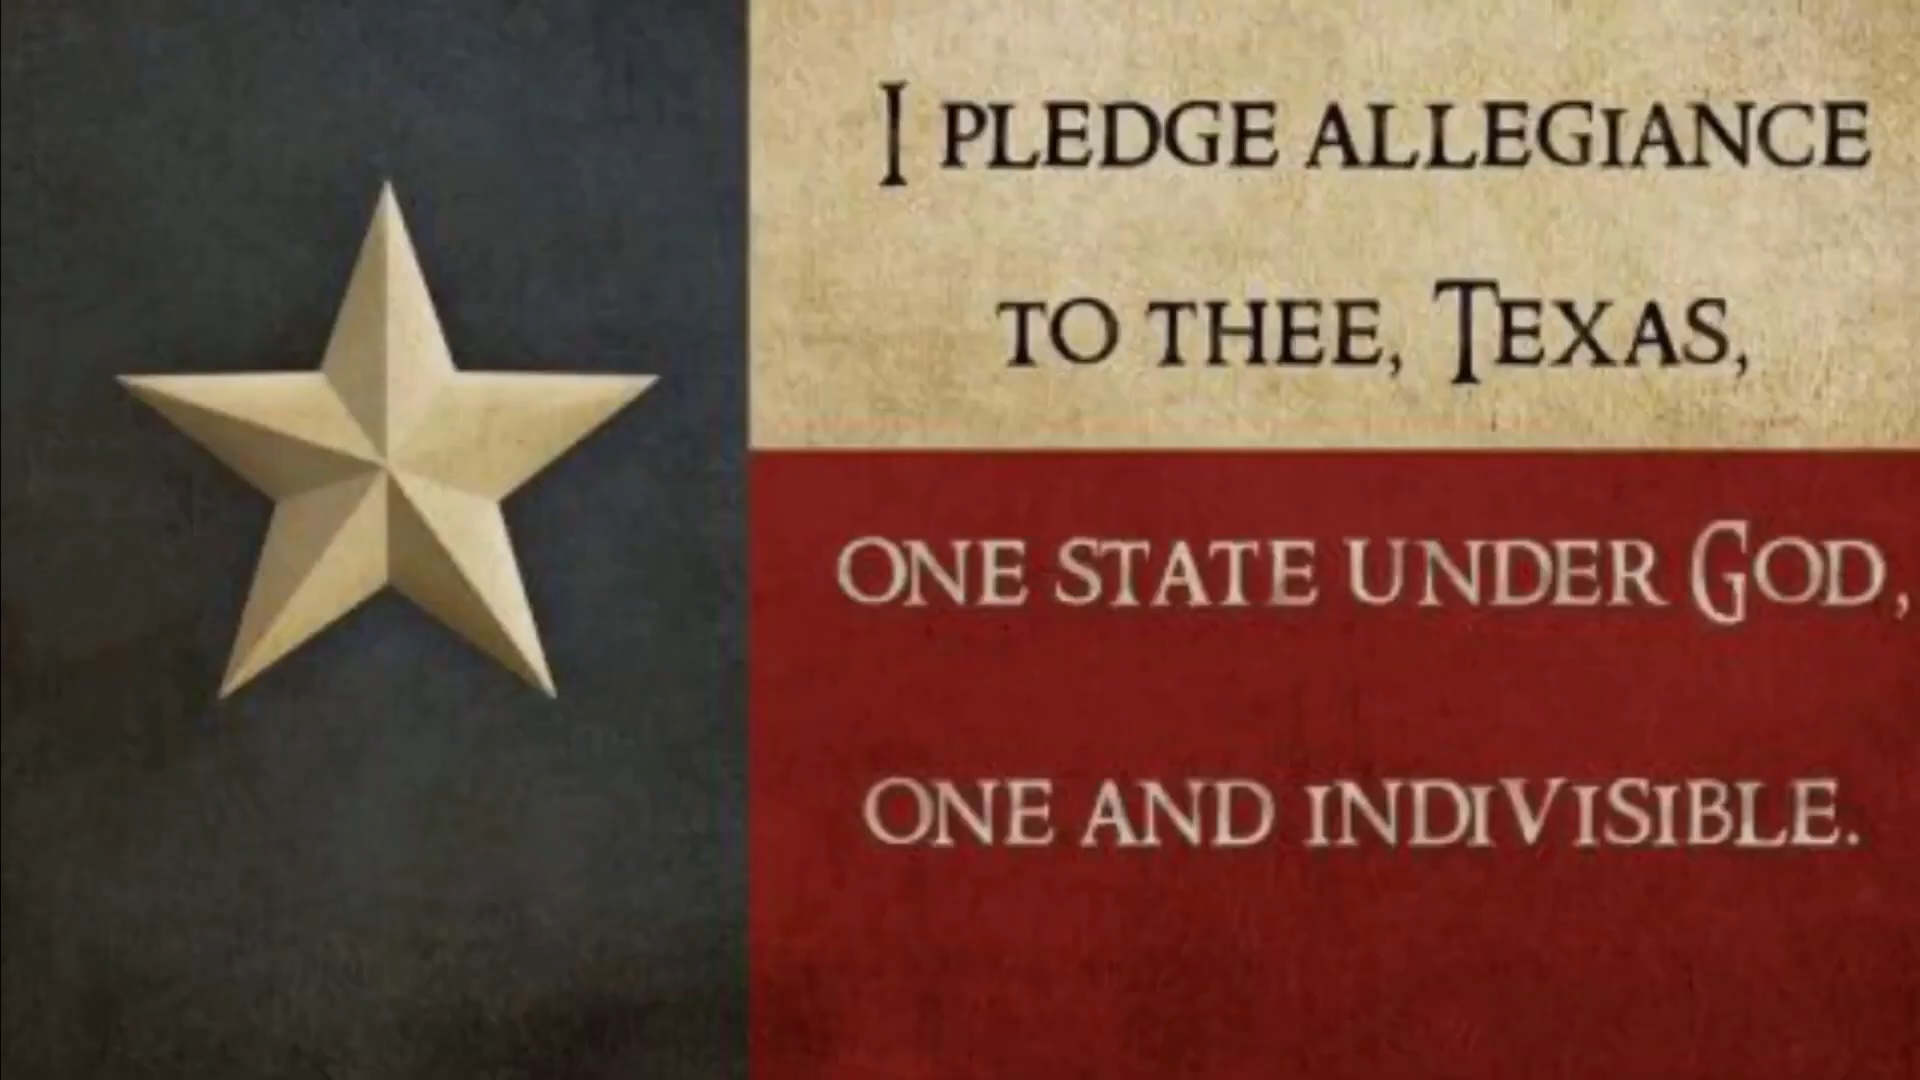 I PLEDGE ALLEGIANCE
TO THEE, TEXAS,
ONE STATE UNDER GOD,
ONE AND INDIVISIBLE.